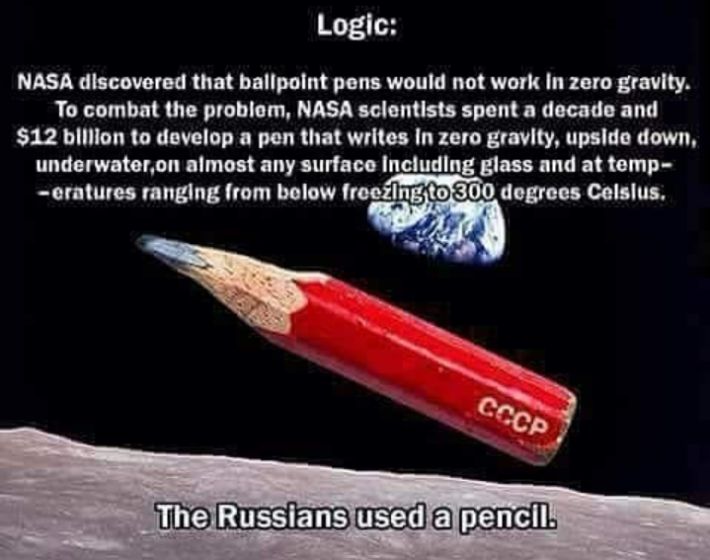 Logic:
NASA discovered that ballpoint pens would not work in zero gravity.
To combat the problem, NASA scientists spent a decade and
$12 billion to develop a pen that writes in zero gravity, upside down,
underwater,on almost any surface including glass and at temp-
-eratures ranging from below freezing to 300 degrees Celsius.
CCCP
The Russians used a pencil.